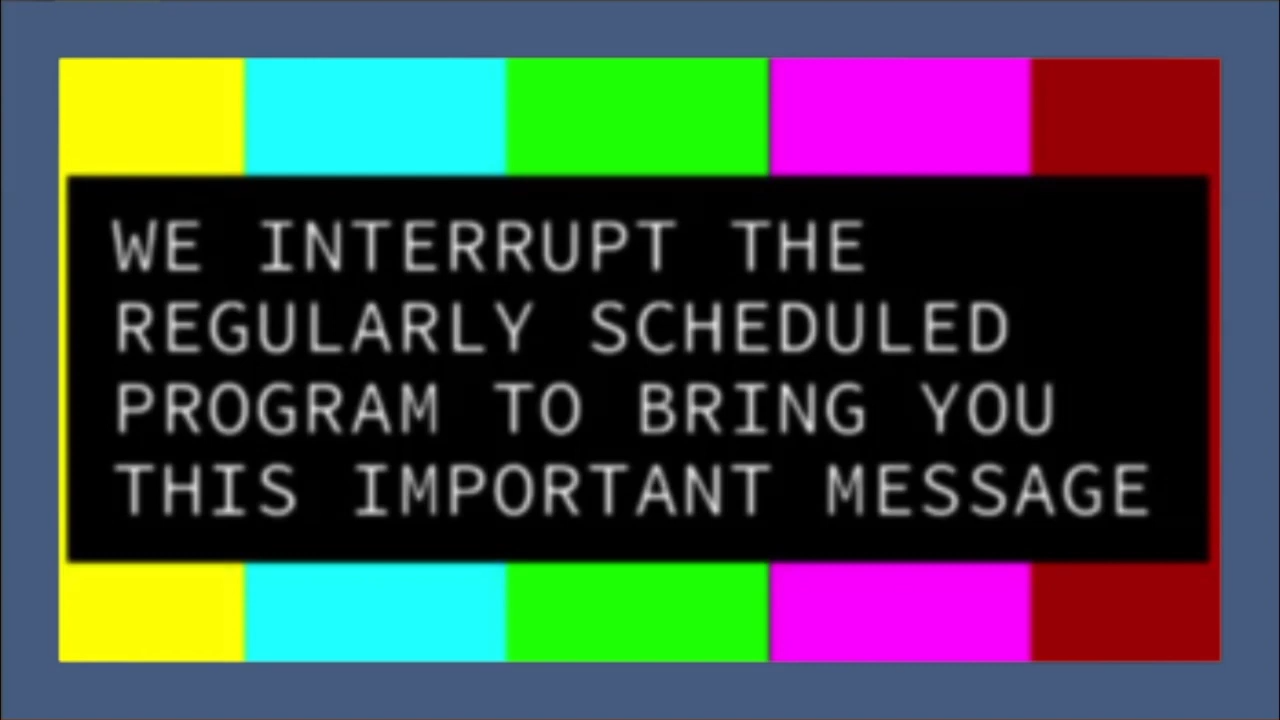 WE INTERRUPT THE
REGULARLY SCHEDULED
PROGRAM TO BRING YOU
THIS IMPORTANT MESSAGE